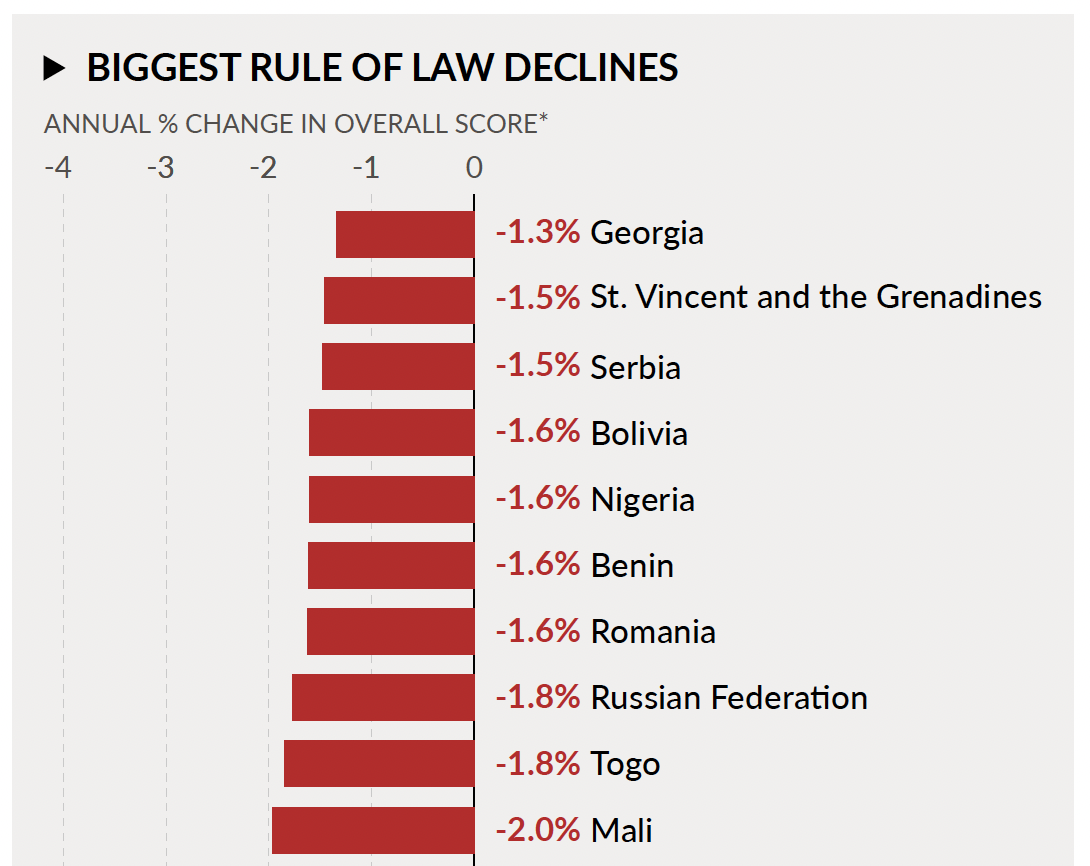 ► BIGGEST RULE OF LAW DECLINES
ANNUAL % CHANGE IN OVERALL SCORE*
-4 -3 -2 -1 0
-1.3% Georgia
-1.5% St. Vincent and the Grenadines
-1.5% Serbia
-1.6% Bolivia
-1.6% Nigeria
-1.6% Benin
-1.6% Romania
-1.8% Russian Federation
-1.8% Togo
-2.0% Mali